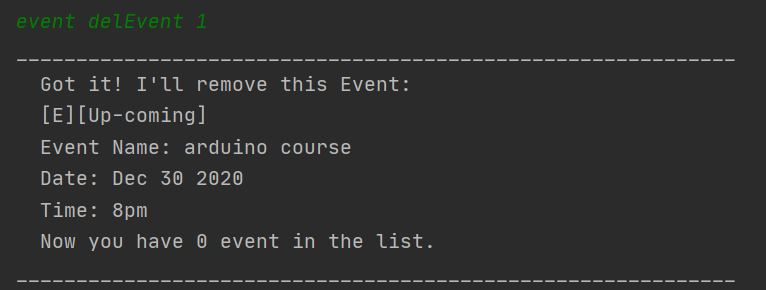 event delEvent 1
____________________________________________________________
Got it! I'll remove this Event:
[E][Up-coming]
Event Name: arduino course
Date: Dec 30 2020
Time: 8pm
Now you have 0 event in the list.
____________________________________________________________